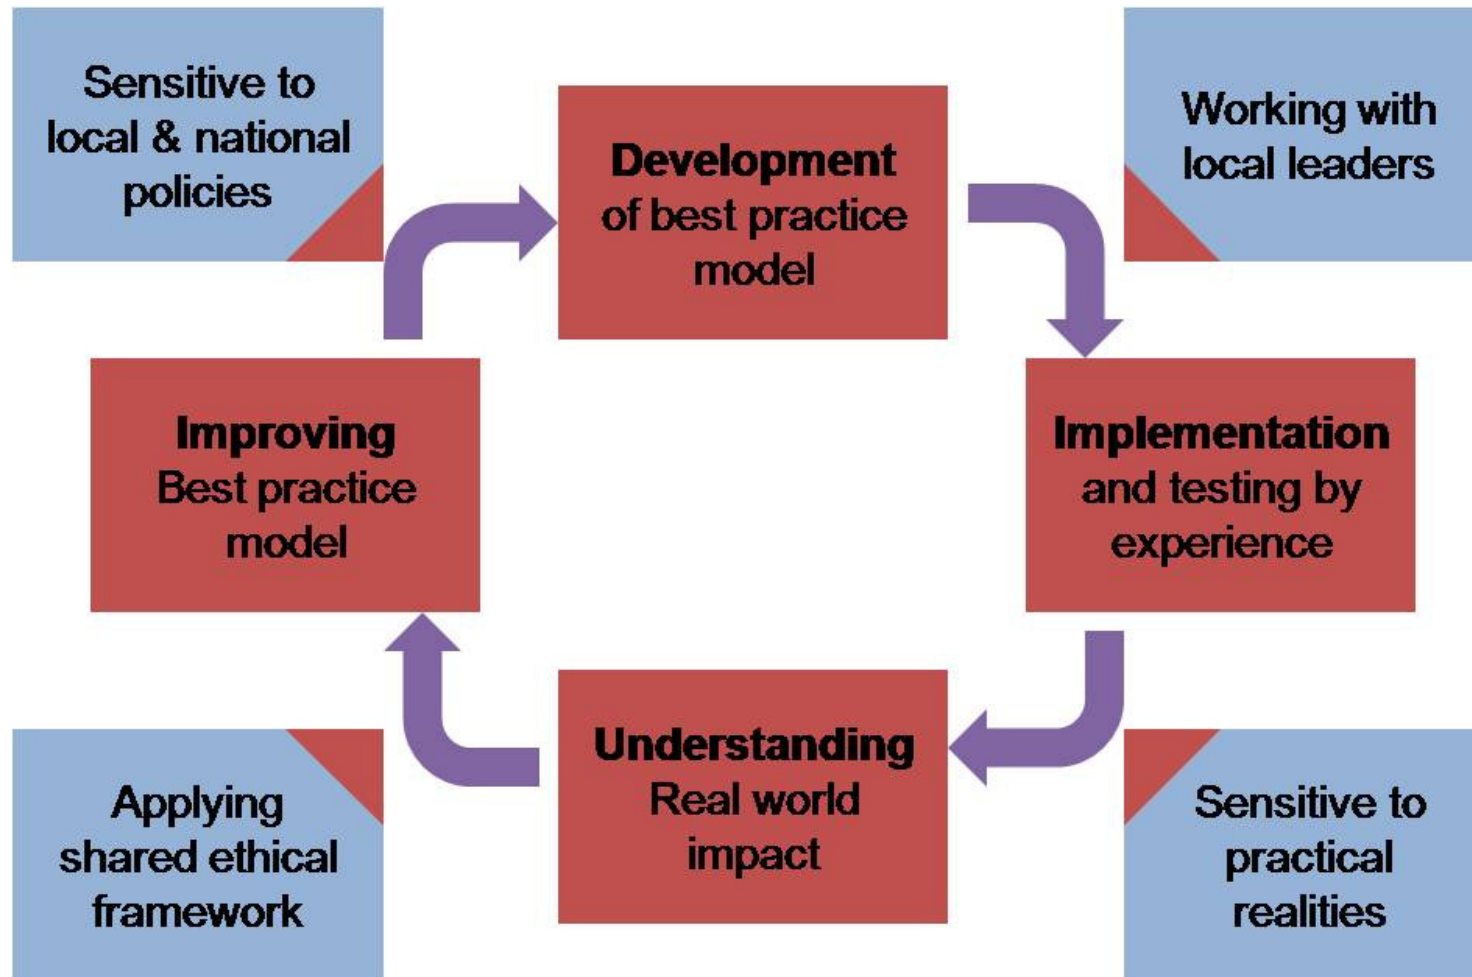 Sensitive to
local & national
policies
Development
of best practice
model
Working with
local leaders
Improving
Best practice
model
Implementation
and testing by
experience
Understanding
Real world
impact
Applying
shared ethical
framework
Sensitive to
practical
realities